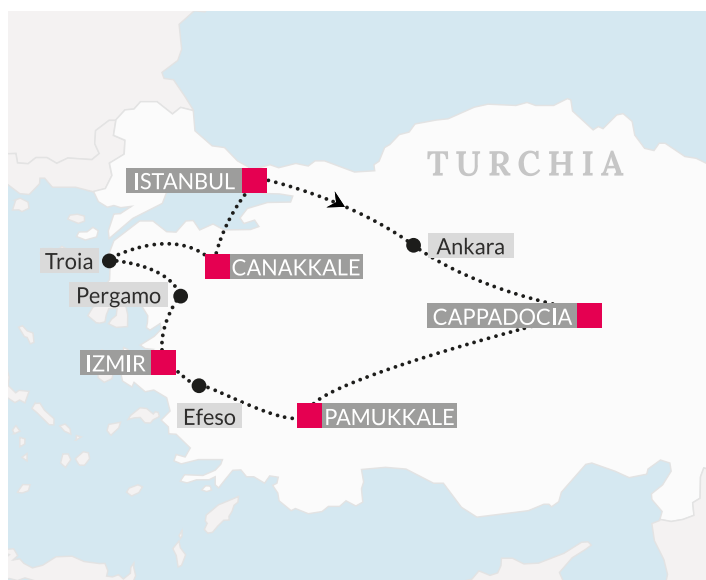 TURCHIA
ISTANBUL
Ankara
Troia
CANAKKALE
Pergamo
CAPPADOCIA
IZMIR
Efeso
PAMUKKALE